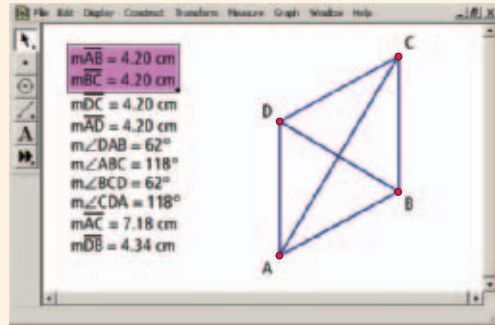 File Edit Display Construct Transform Measure Graph Window Help
mAB = 4.20 cm
mBC = 4.20 cm
mDC = 4.20 cm
mAD = 4.20 cm
m∠DAB = 62°
m∠ABC = 118°
m∠BCD = 62°
m∠CDA = 118°
mAC = 7.18 cm
mDB = 4.34 cm
A
C
D
B
A